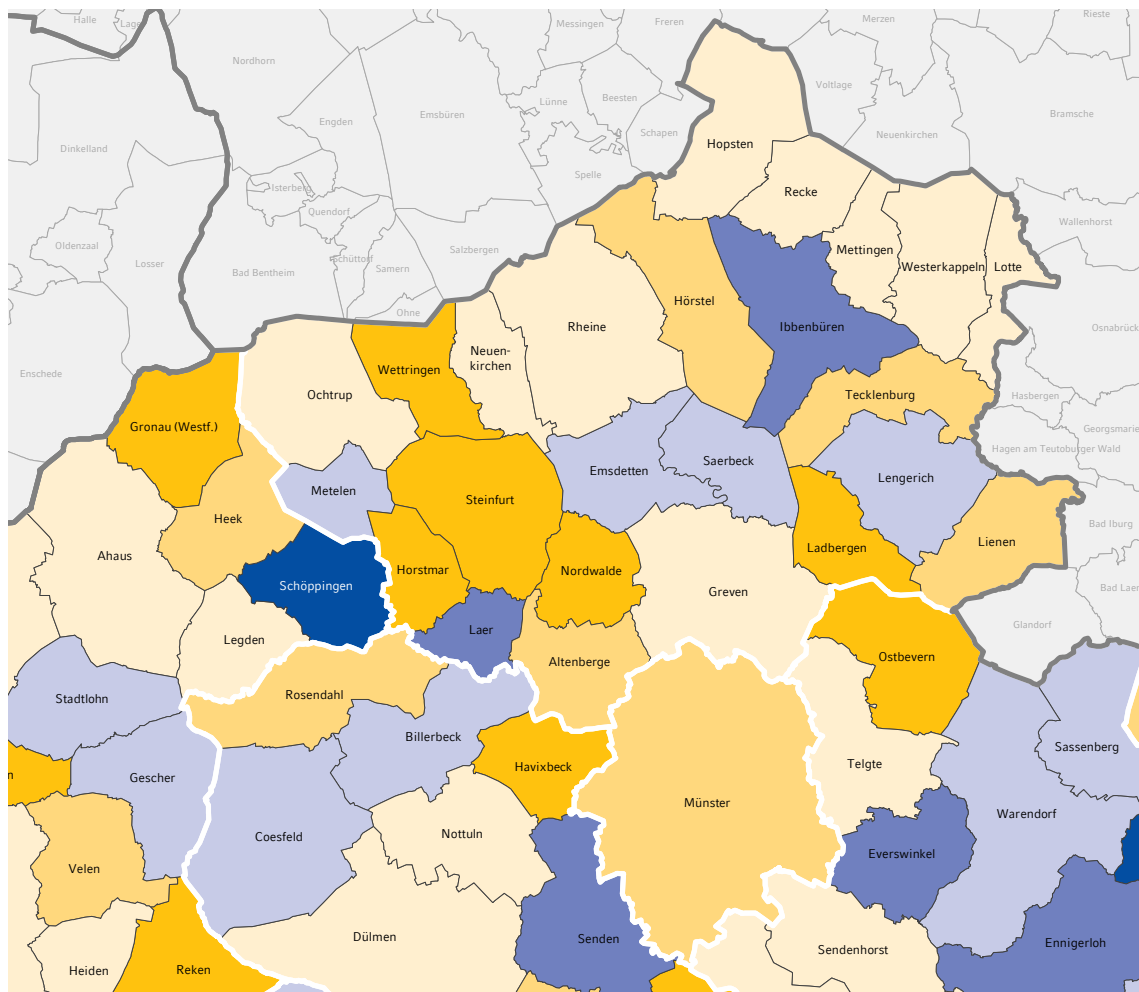 Halle
Lage
Messingen
Freren
Merzen
Rieste
Nordhorn
Voltlage
Lünne
Beesten
Emsbüren
Bramsche
Engden
Schapen
Neuenkirchen
Dinkelland
Hopsten
Spelle
Isterberg
Recke
Quendorf
Wallenhorst
Oldenzaal
Losser
Salzbergen
Mettingen
Schüttorf
Samern
Bad Bentheim
Westerkappeln
Lotte
Hörstel
Ohne
Rheine
Ibbenbüren
Osnabrück
Neuen-
kirchen
Enschede
Wettringen
Ochtrup
Tecklenburg
Hasbergen
Gronau (Westf.)
Georgsmarie
Hagen am Teutoburger Wald
Saerbeck
Emsdetten
Lengerich
Metelen
Steinfurt
Heek
Bad Iburg
Ahaus
Lienen
Ladbergen
Horstmar
Nordwalde
Schöppingen
Bad Laer
Greven
Glandorf
Laer
Legden
Ostbevern
Altenberge
Rosendahl
Stadtlohn
Billerbeck
Sassenberg
Telgte
Havixbeck
n
Gescher
Münster
Warendorf
Nottuln
Coesfeld
Everswinkel
Velen
Dülmen
Senden
Ennigerloh
Sendenhorst
Heiden
Reken